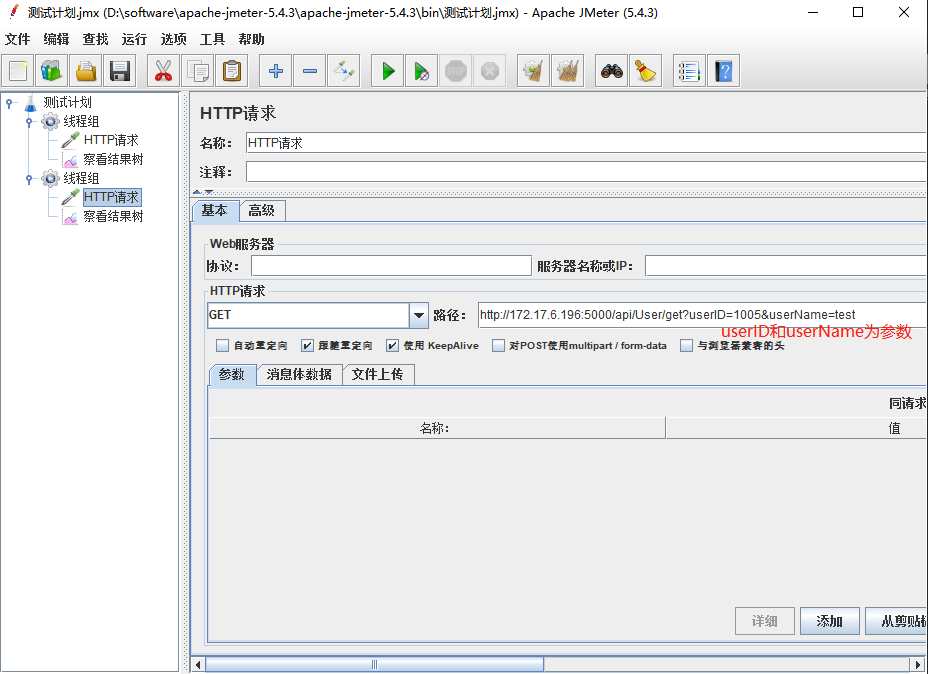 测试计划.jmx (D:\software\apache-jmeter-5.4.3\apache-jmeter-5.4.3\bin\测试计划.jmx) - Apache JMeter (5.4.3)
文件 编辑 查找 运行 选项 工具 帮助
STOP
测试计划
线程组
HTTP请求
察看结果树
线程组
HTTP请求
察看结果树
HTTP请求
名称: HTTP请求
注释:
基本 高级
Web服务器
协议: 服务器名称或IP:
HTTP请求
GET 路径: http://172.17.6.196:5000/api/User/get?userID=1005&userName=test
userID和userName为参数
自动重定向 跟随重定向 使用 KeepAlive 对POST使用multipart / form-data 与浏览器兼容的头
参数 消息体数据 文件上传
同请求
名称: 值
详细 添加 从剪贴板